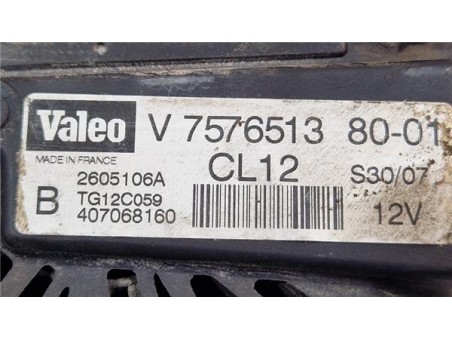 Valeo V 7576513 80-01
MADE IN FRANCE CL12 S30/07
2605106A
B TG12C059 12V
407068160